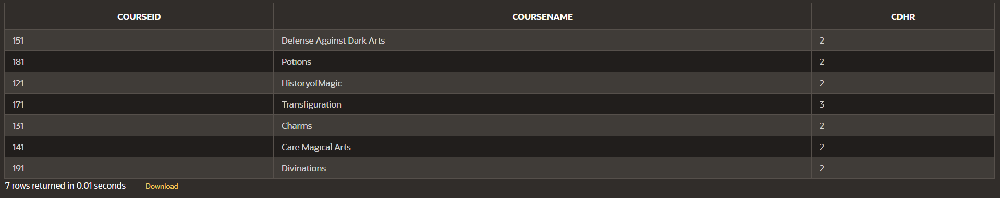 COURSEID COURSENAME CDHR
151 Defense Against Dark Arts 2
181 Potions 2
121 HistoryofMagic 2
171 Transfiguration 3
131 Charms 2
141 Care Magical Arts 2
191 Divinations 2
7 rows returned in 0.01 seconds Download